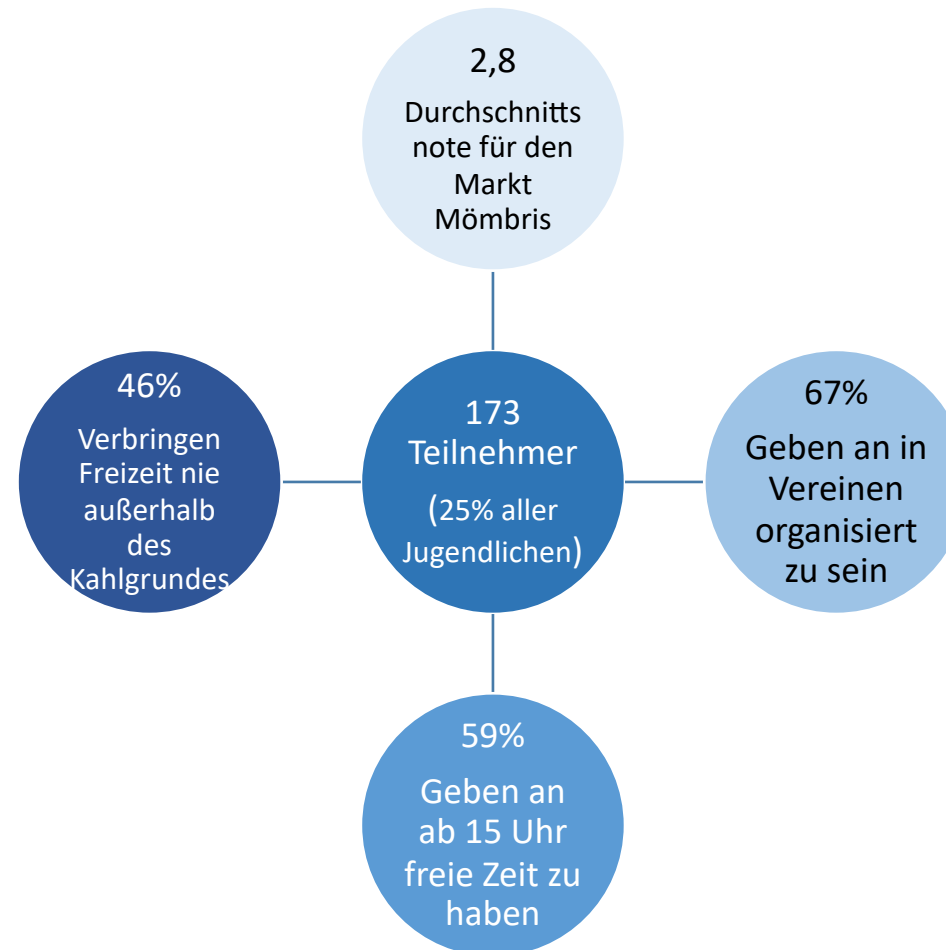 2,8
Durchschnitts
note für den
Markt
Mömbris
46%
Verbringen
Freizeit nie
außerhalb
des
Kahlgrundes
173
Teilnehmer
(25% aller
Jugendlichen)
67%
Geben an in
Vereinen
organisiert
zu sein
59%
Geben an
ab 15 Uhr
freie Zeit zu
haben